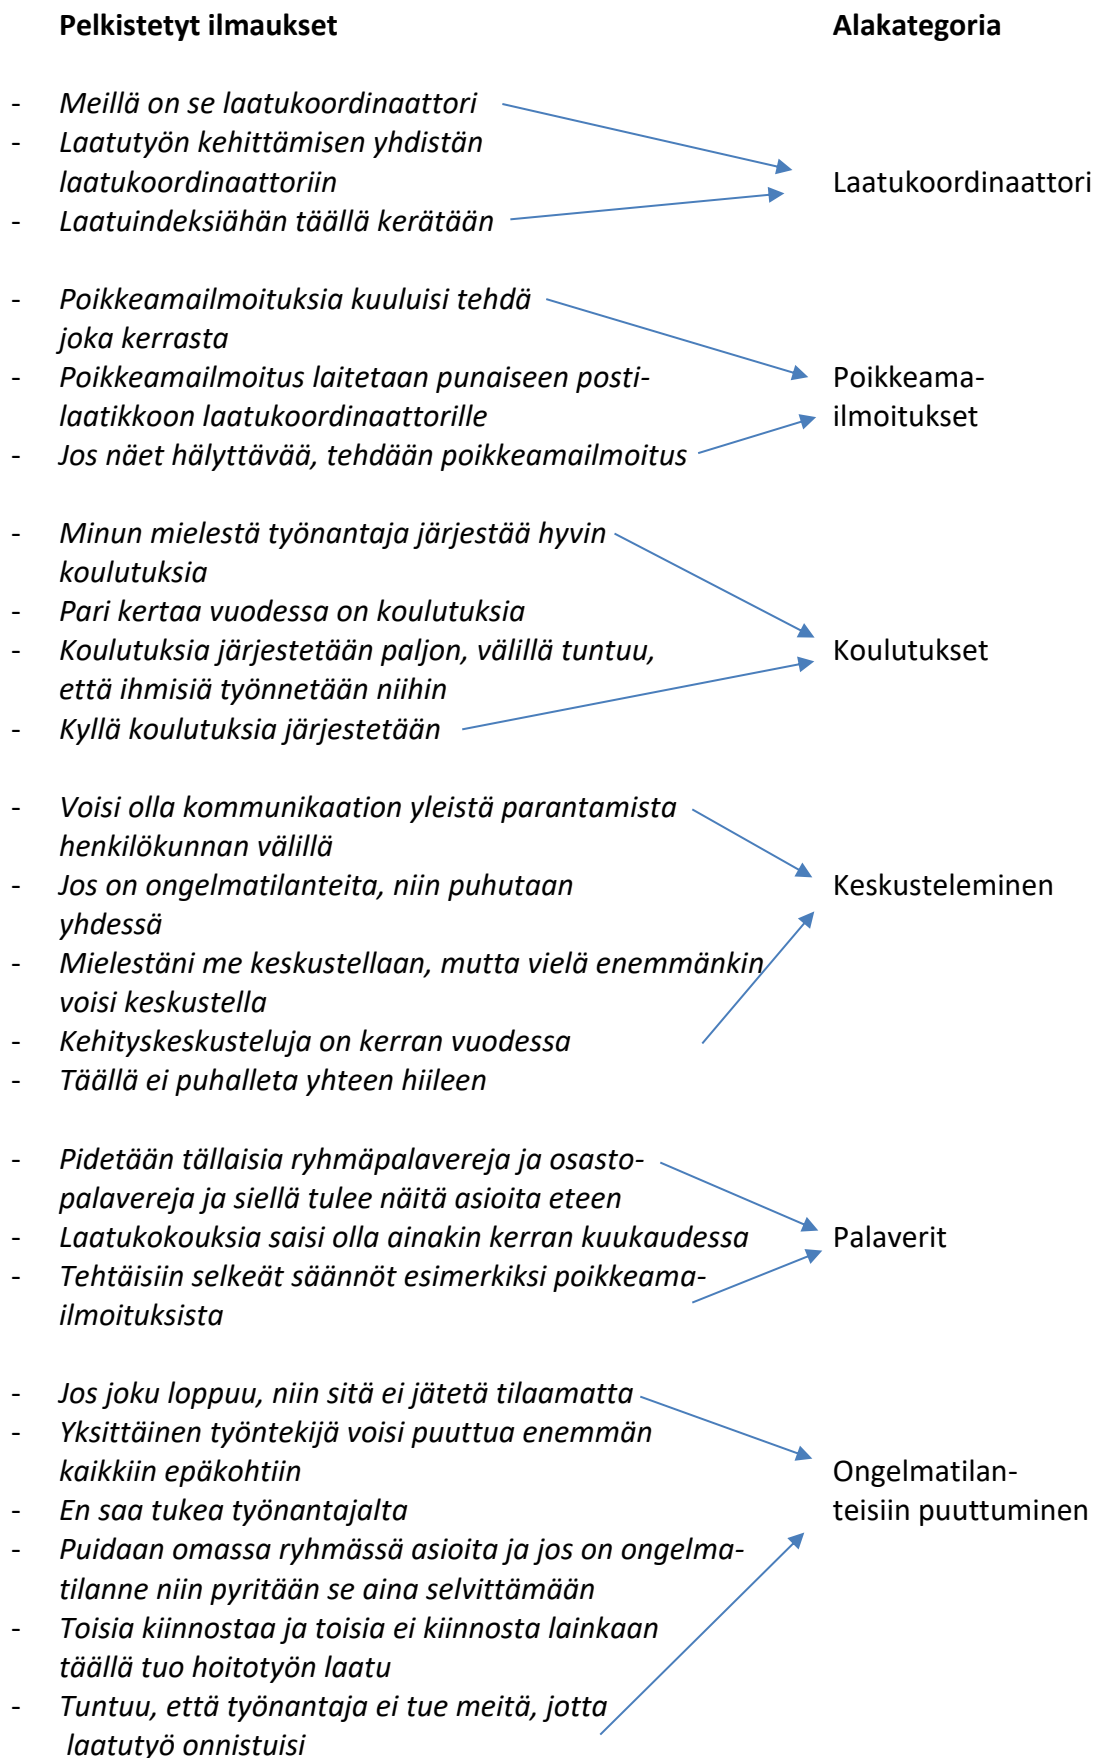 Pelkistetyt ilmaukset Alakategoria
- Meillä on se laatukoordinaattori
- Laatutyön kehittämisen yhdistän
laatukoordinaattoriin Laatukoordinaattori
- Laatuindeksiähän täällä kerätään
- Poikkeamailmoituksia kuuluisi tehdä
joka kerrasta
- Poikkeamailmoitus laitetaan punaiseen posti- Poikkeama-
laatikkoon laatukoordinaattorille ilmoitukset
- Jos näet hälyttävää, tehdään poikkeamailmoitus
- Minun mielestä työnantaja järjestää hyvin
koulutuksia
- Pari kertaa vuodessa on koulutuksia
- Koulutuksia järjestetään paljon, välillä tuntuu, Koulutukset
että ihmisiä työnnetään niihin
- Kyllä koulutuksia järjestetään
- Voisi olla kommunikaation yleistä parantamista
henkilökunnan välillä
- Jos on ongelmatilanteita, niin puhutaan Keskusteleminen
yhdessä
- Mielestäni me keskustellaan, mutta vielä enemmänkin
voisi keskustella
- Kehityskeskusteluja on kerran vuodessa
- Täällä ei puhalleta yhteen hiileen
- Pidetään tällaisia ryhmäpalavereja ja osasto-
palavereja ja siellä tulee näitä asioita eteen
- Laatukokouksia saisi olla ainakin kerran kuukaudessa Palaverit
- Tehtäisiin selkeät säännöt esimerkiksi poikkeama-
ilmoituksista
- Jos joku loppuu, niin sitä ei jätetä tilaamatta
- Yksittäinen työntekijä voisi puuttua enemmän
kaikkiin epäkohtiin Ongelmatilan-
- En saa tukea työnantajalta teisiin puuttuminen
- Puidaan omassa ryhmässä asioita ja jos on ongelma-
tilanne niin pyritään se aina selvittämään
- Toisia kiinnostaa ja toisia ei kiinnosta lainkaan
täällä tuo hoitotyön laatu
- Tuntuu, että työnantaja ei tue meitä, jotta
laatutyö onnistuisi